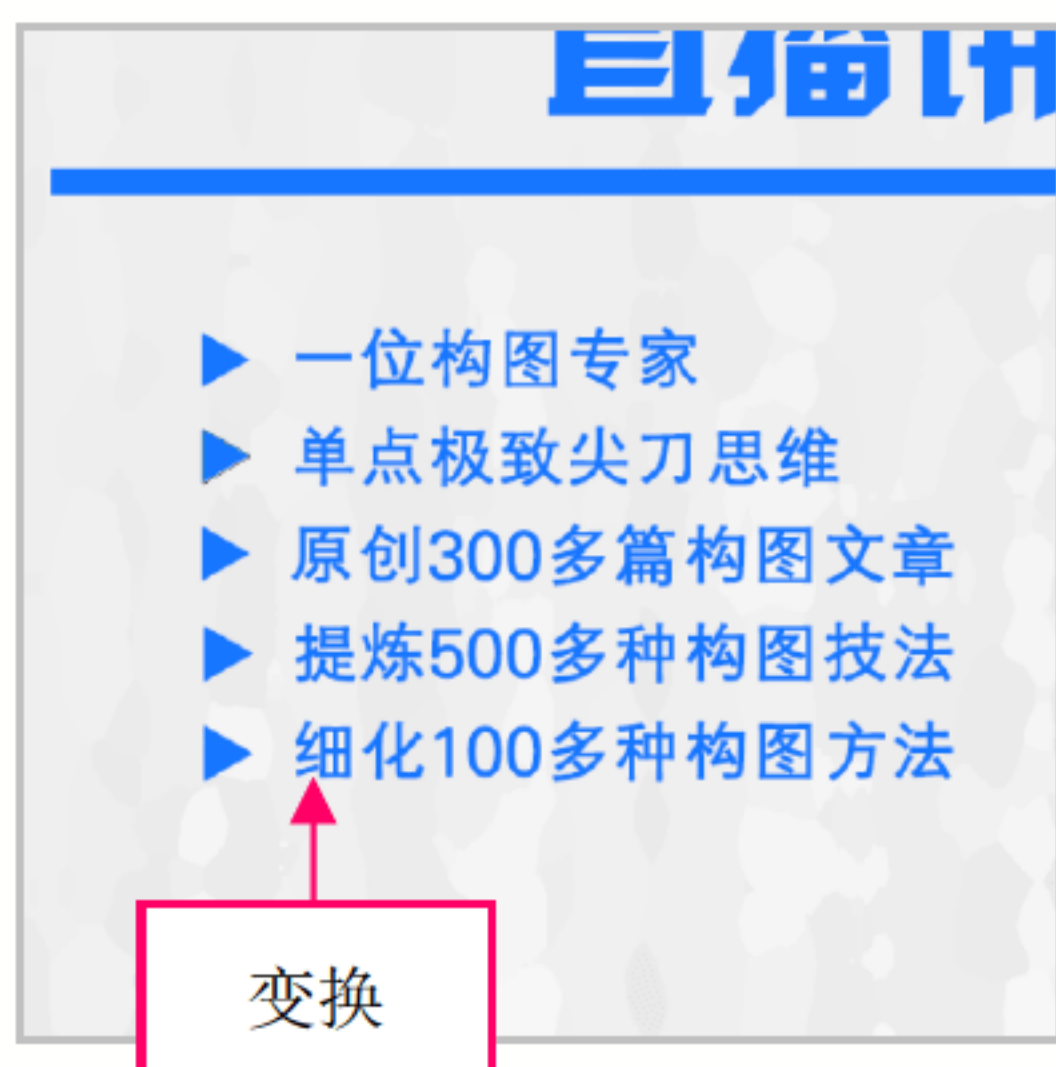 直播
一位构图专家
单点极致尖刀思维
原创300多篇构图文章
提炼500多种构图技法
细化100多种构图方法
变换